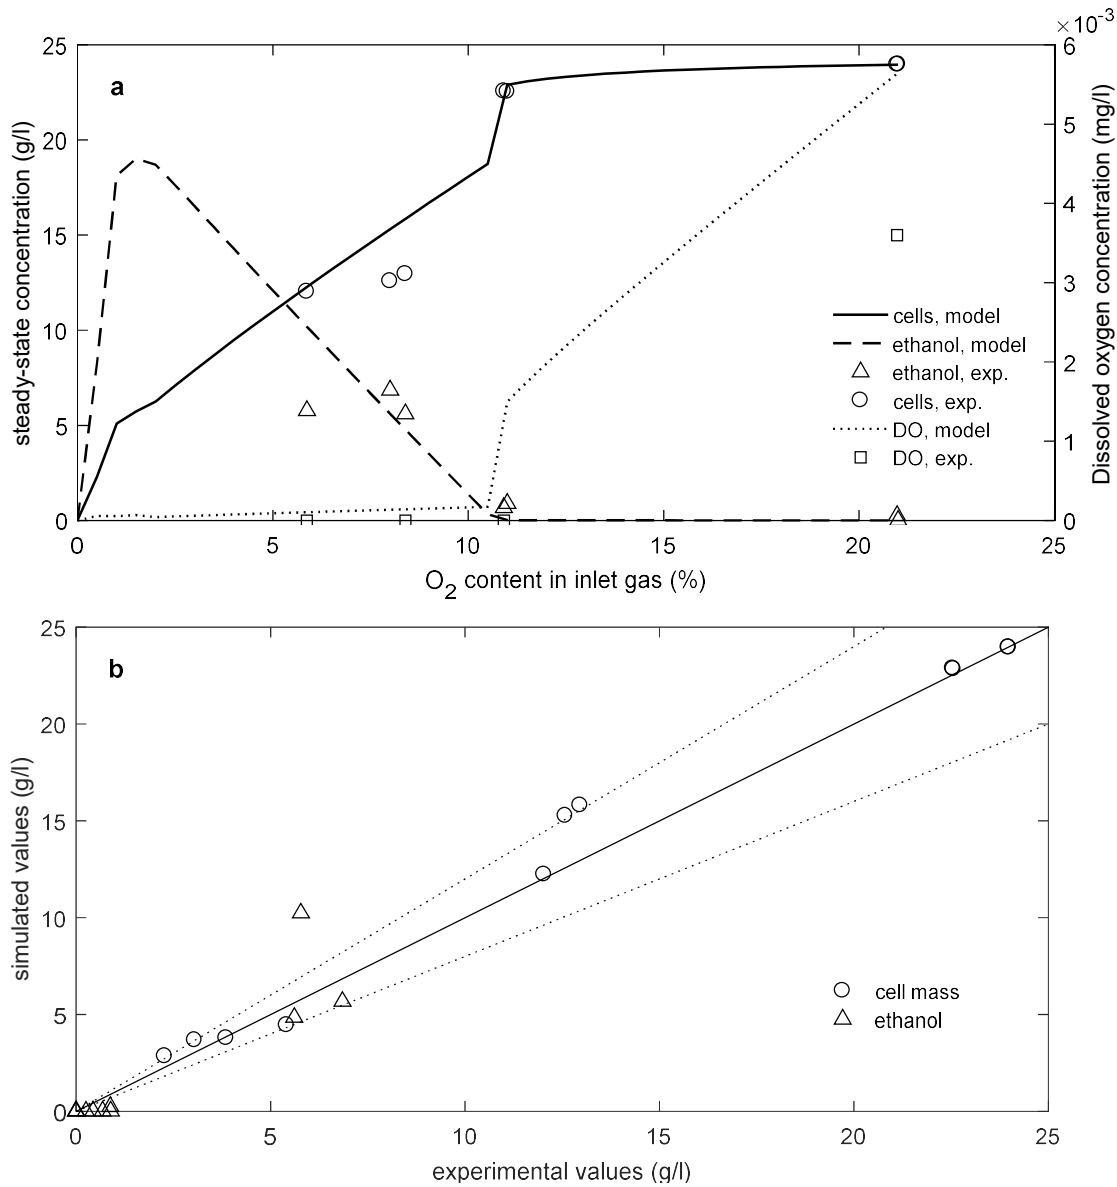 ×10⁻³
25
20
15
10
5
0
a
6
5
4
3
2
1
0
steady-state concentration (g/l)
Dissolved oxygen concentration (mg/l)
cells, model
ethanol, model
ethanol, exp.
cells, exp.
DO, model
DO, exp.
0 5 10 15 20 25
O₂ content in inlet gas (%)
b
25
20
15
10
5
0
simulated values (g/l)
cell mass
ethanol
0 5 10 15 20 25
experimental values (g/l)